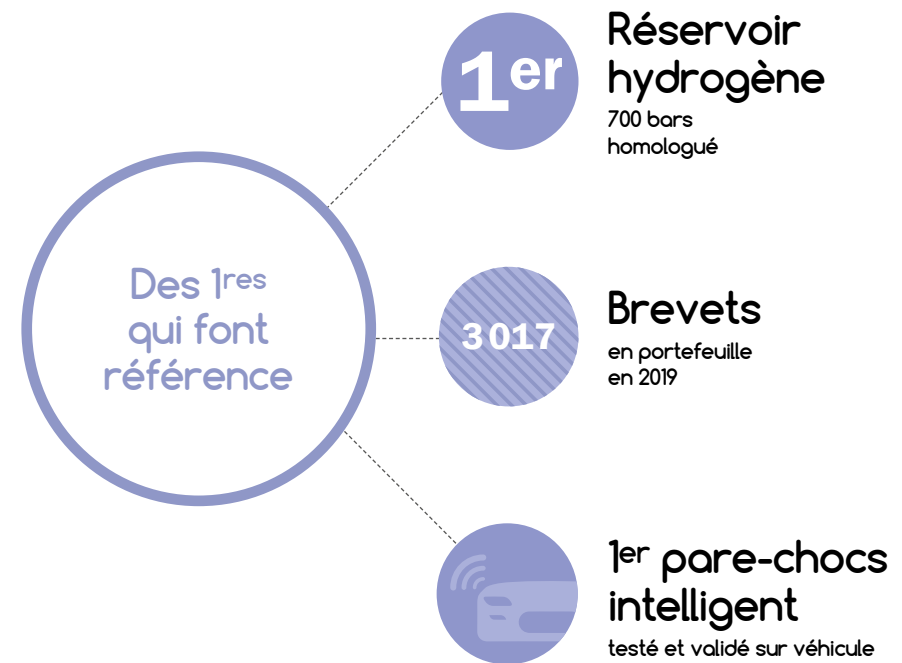 Des 1res
qui font
référence
1er
Réservoir
hydrogène
700 bars
homologué
3 017
Brevets
en portefeuille
en 2019
1er pare-chocs
intelligent
testé et validé sur véhicule